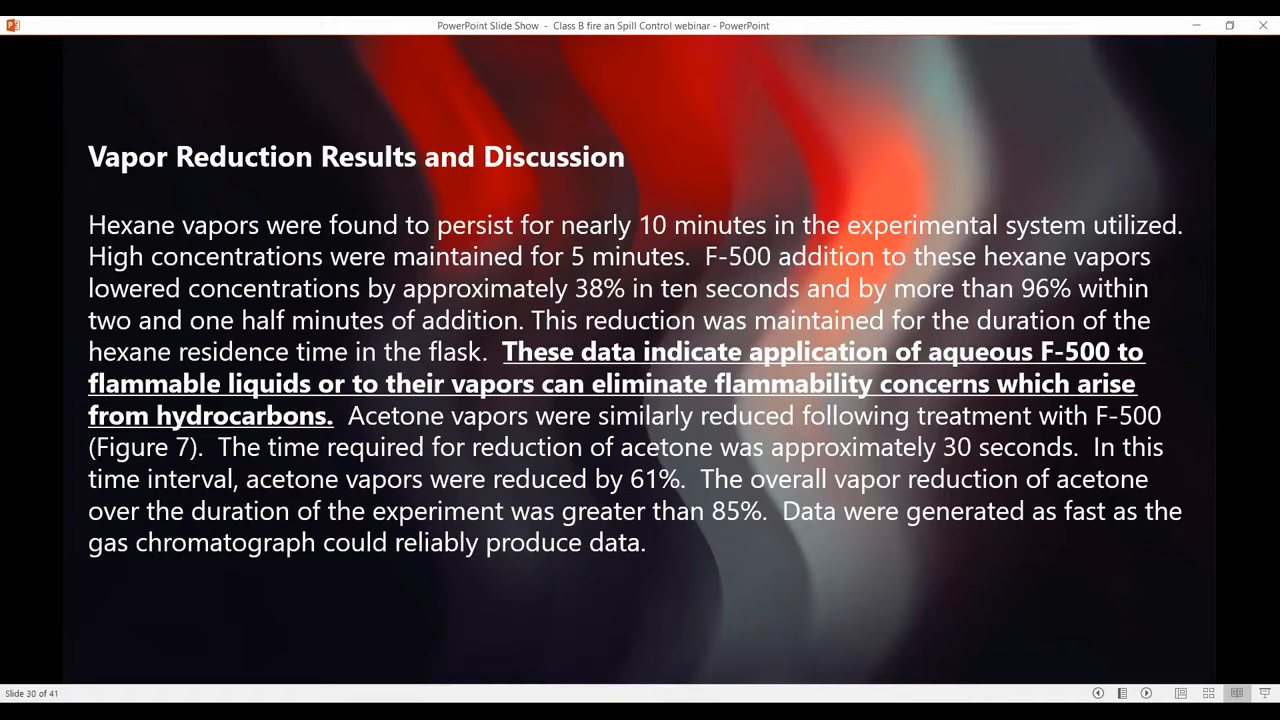 PowerPoint Slide Show - Class B fire an Spill Control webinar - PowerPoint
Vapor Reduction Results and Discussion
Hexane vapors were found to persist for nearly 10 minutes in the experimental system utilized.
High concentrations were maintained for 5 minutes. F-500 addition to these hexane vapors
lowered concentrations by approximately 38% in ten seconds and by more than 96% within
two and one half minutes of addition. This reduction was maintained for the duration of the
hexane residence time in the flask. These data indicate application of aqueous F-500 to
flammable liquids or to their vapors can eliminate flammability concerns which arise
from hydrocarbons. Acetone vapors were similarly reduced following treatment with F-500
(Figure 7). The time required for reduction of acetone was approximately 30 seconds. In this
time interval, acetone vapors were reduced by 61%. The overall vapor reduction of acetone
over the duration of the experiment was greater than 85%. Data were generated as fast as the
gas chromatograph could reliably produce data.
Slide 30 of 41